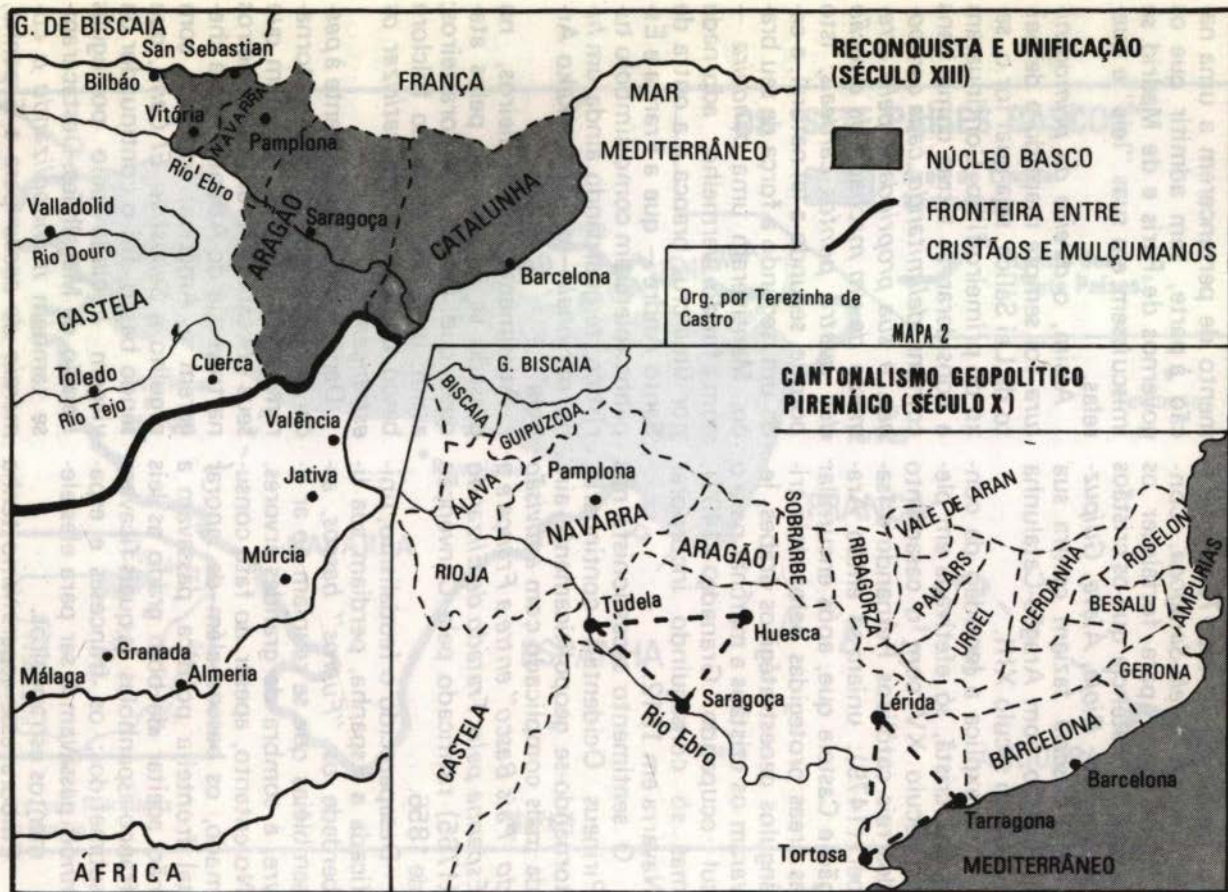 G. DE BISCAIA
San Sebastian
Bilbáo
FRANÇA
Vitória
NAVARRA
Pamplona
MAR
MEDITERRÂNEO
Rio Ebro
Valladolid
Rio Douro
ARAGÃO
Saragoça
CATALUNHA
Barcelona
CASTELA
Toledo
Cuerca
Rio Tejo
Valência
Jativa
Múrcia
Granada
Málaga
Almeria
ÁFRICA
RECONQUISTA E UNIFICAÇÃO
(SÉCULO XIII)
NÚCLEO BASCO
FRONTEIRA ENTRE
CRISTÃOS E MULÇUMANOS
Org. por Terezinha de
Castro
MAPA 2
CANTONALISMO GEOPOLÍTICO
PIRENÁICO (SÉCULO X)
G. BISCAIA
BISCAIA
GUIPUZCOA
ÁLAVA
Pamplona
NAVARRA
RIOJA
ARAGÃO
SOBRARBE
RIBAGORZA
VALE DE ARAN
PALLARS
URGEL
CERDANHA
ROSELON
BESALU
AMPURIAS
GERONA
Tudela
Huesca
Saragoça
Rio Ebro
Lérida
CASTELA
BARCELONA
Barcelona
Tarragona
Tortosa
MEDITERRÂNEO